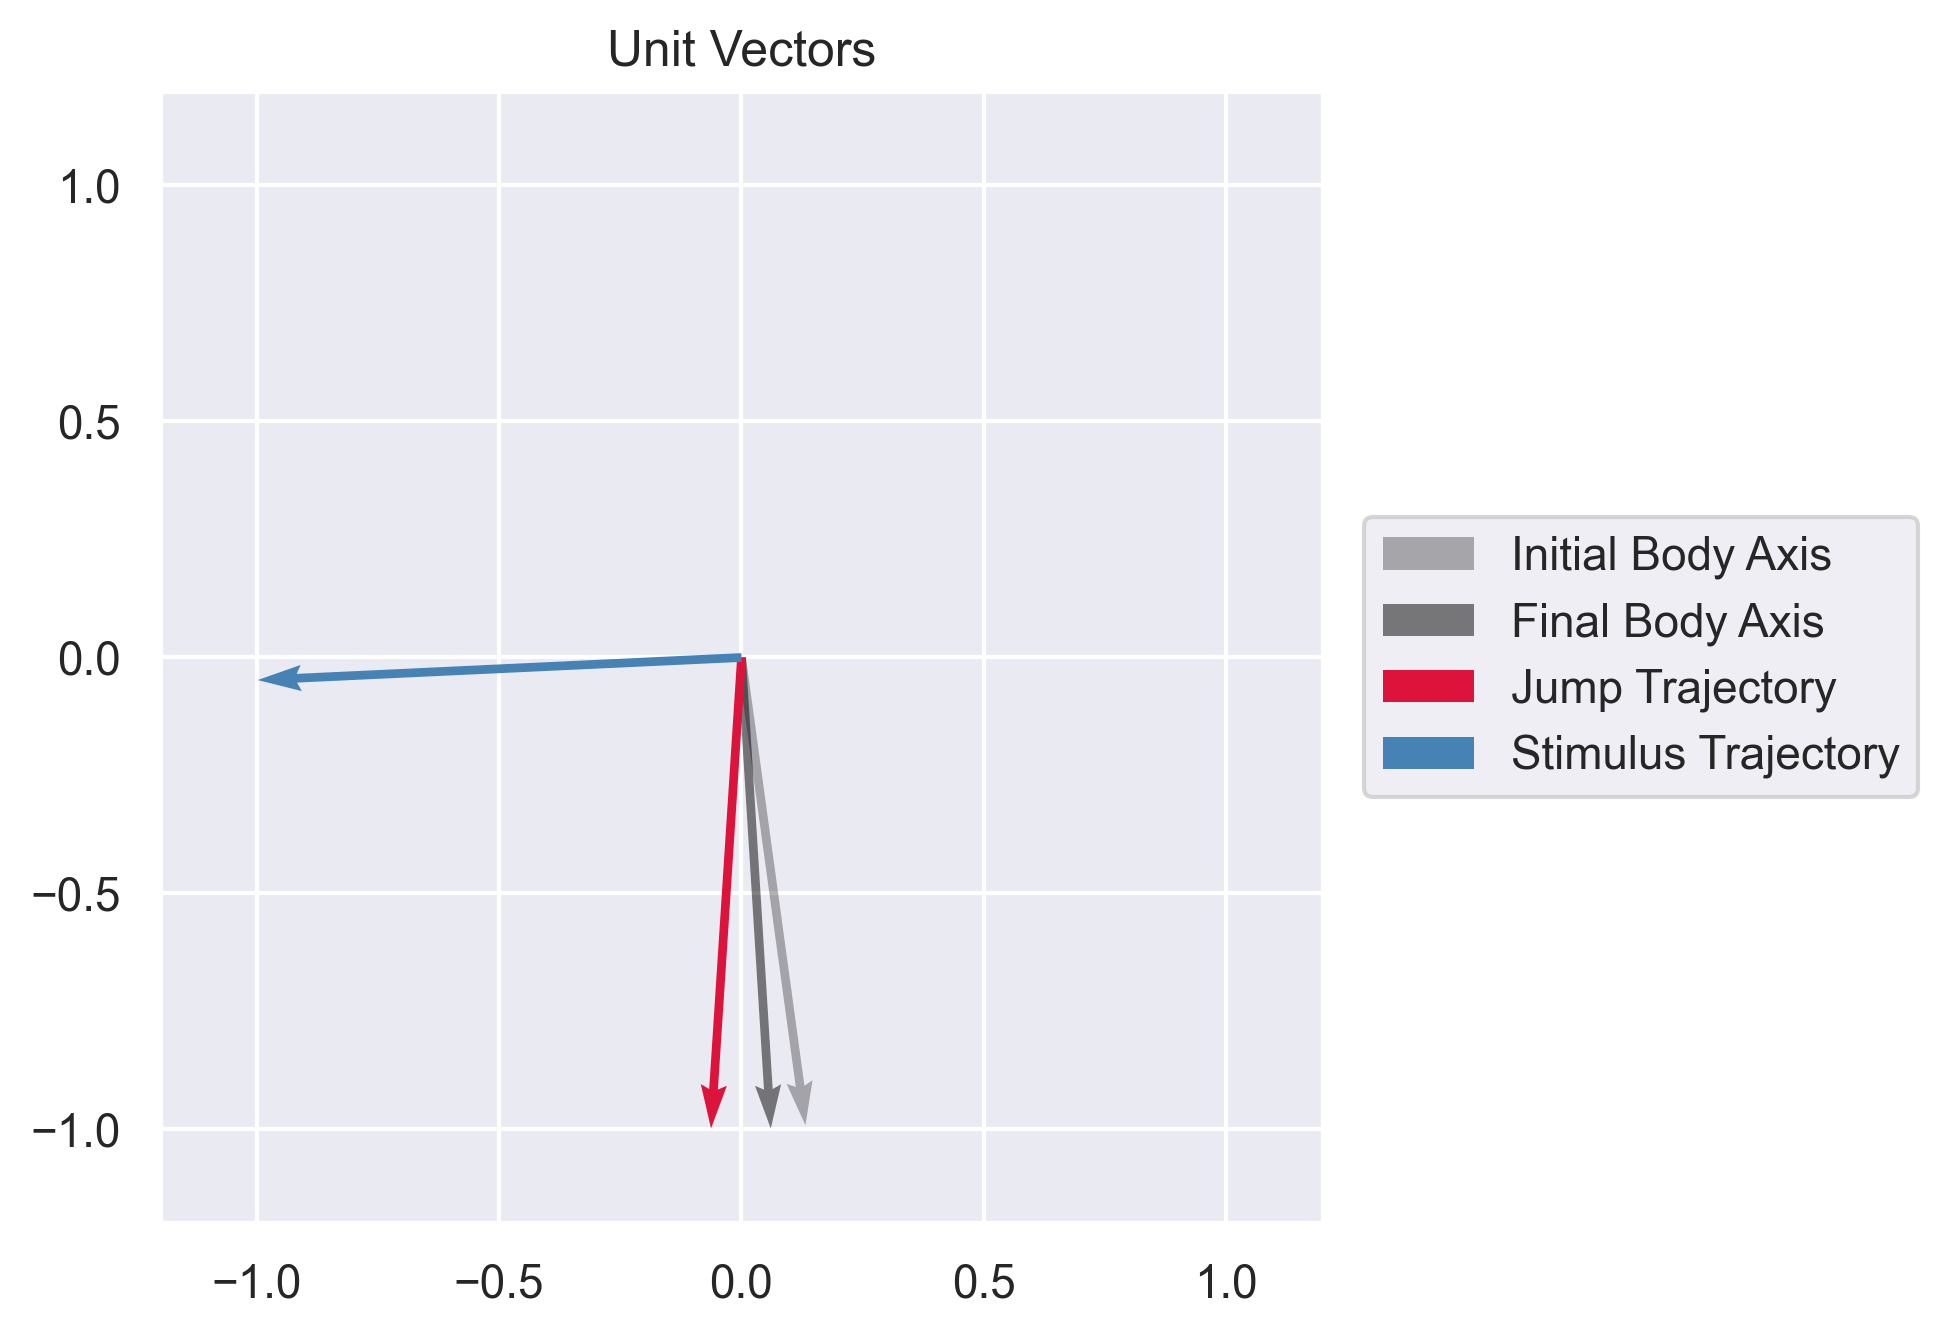 Unit Vectors
1.0
0.5
0.0
−0.5
−1.0
−1.0
−0.5
0.0
0.5
1.0
Initial Body Axis
Final Body Axis
Jump Trajectory
Stimulus Trajectory